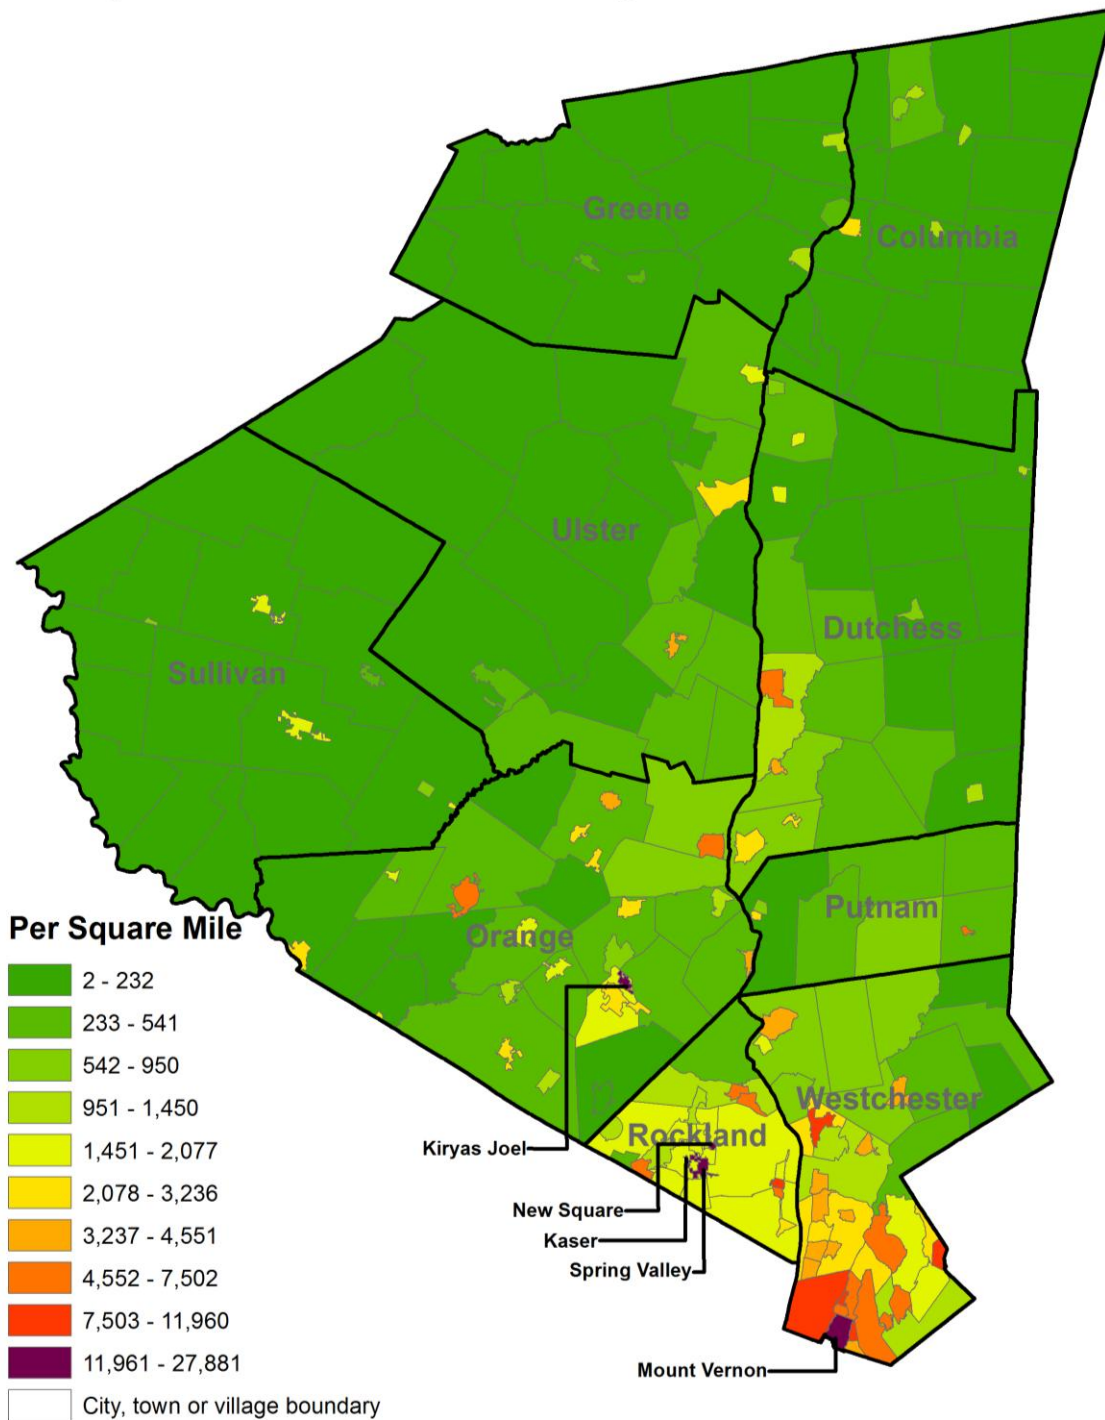 Greene
Columbia
Ulster
Dutchess
Sullivan
Putnam
Orange
Per Square Mile
2 - 232
233 - 541
542 - 950
951 - 1,450
1,451 - 2,077
2,078 - 3,236
3,237 - 4,551
4,552 - 7,502
7,503 - 11,960
11,961 - 27,881
City, town or village boundary
Westchester
Rockland
Kiryas Joel
New Square
Kaser
Spring Valley
Mount Vernon